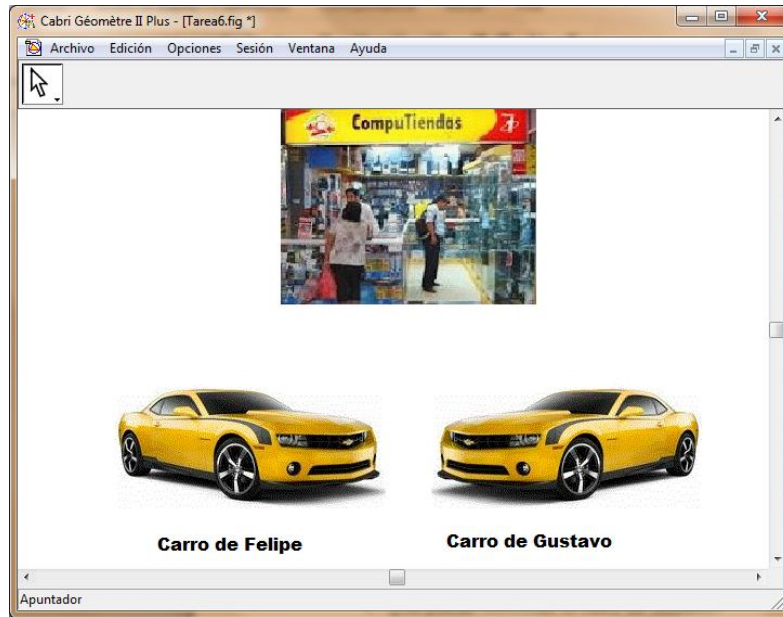 Cabri Géomètre II Plus - [Tarea6.fig *]
Archivo Edición Opciones Sesión Ventana Ayuda
CompuTiendas
Carro de Felipe
Carro de Gustavo
Apuntador